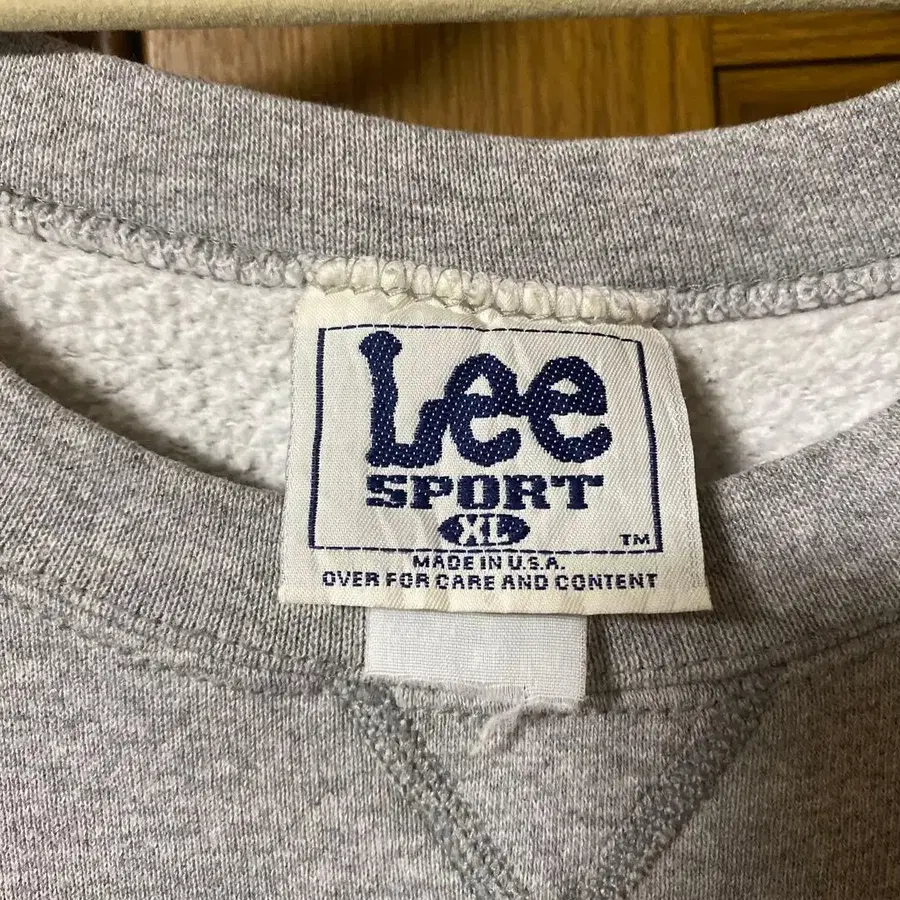 Lee
SPORT
XL
TM
MADE IN U.S.A.
OVER FOR CARE AND CONTENT